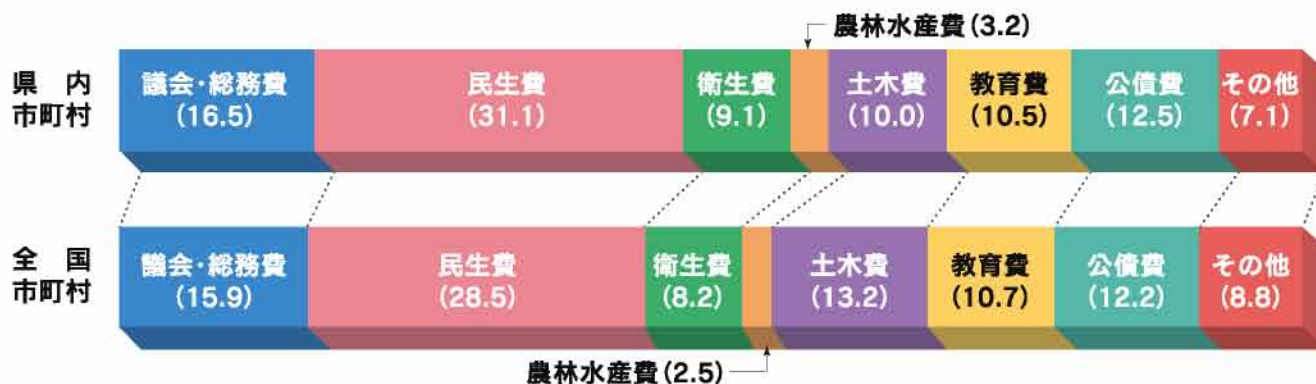 農林水産費(3.2)
県 内
市町村
議会・総務費
(16.5)
民生費
(31.1)
衛生費
(9.1)
土木費
(10.0)
教育費
(10.5)
公債費
(12.5)
その他
(7.1)
全 国
市町村
議会・総務費
(15.9)
民生費
(28.5)
衛生費
(8.2)
土木費
(13.2)
教育費
(10.7)
公債費
(12.2)
その他
(8.8)
農林水産費(2.5)